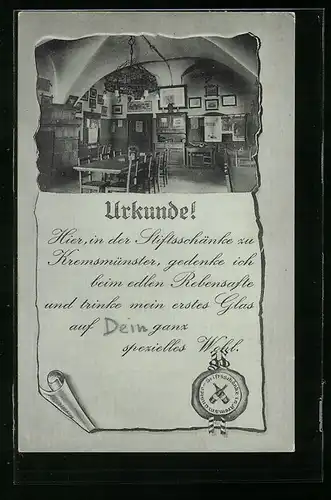 Urkunde!
Hier, in der Stiftsschänke zu
Kremsmünster, gedenke ich
beim edlen Rebensafte
und trinke mein erstes Glas
auf Dein ganz
spezielles Wohl.